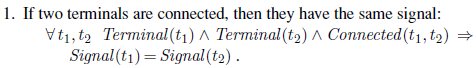 1. If two terminals are connected, then they have the same signal:
∀ t₁, t₂ Terminal(t₁) ∧ Terminal(t₂) ∧ Connected(t₁, t₂) ⇒
Signal(t₁) = Signal(t₂) .